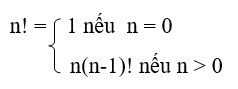 n! = { 1 nếu n = 0
n(n-1)! nếu n > 0